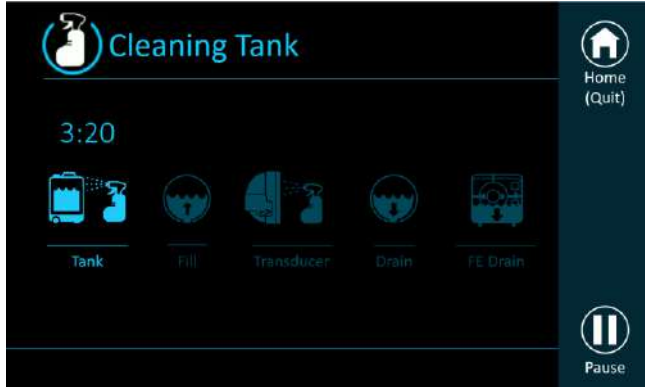 Cleaning Tank
Home
(Quit)
3:20
Tank
Fill
Transducer
Drain
FE Drain
Pause